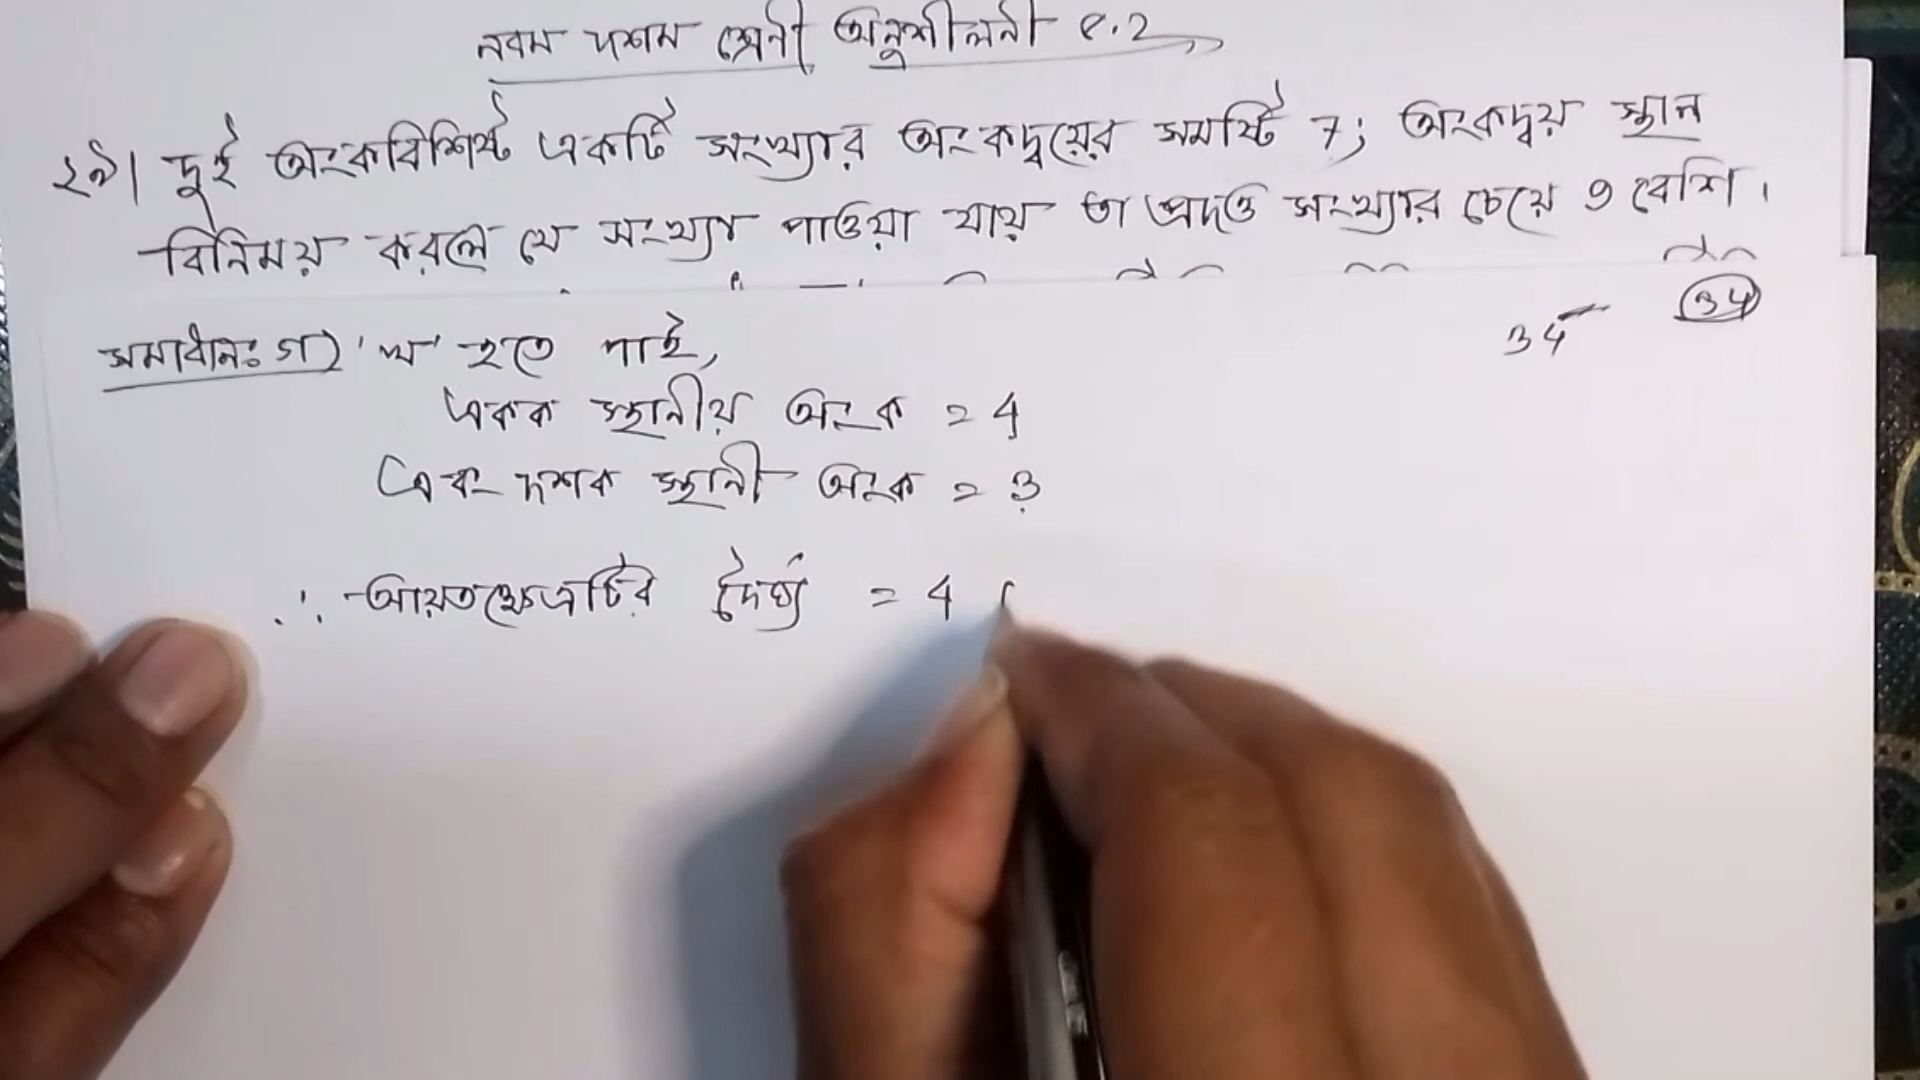 নবম দশম শ্রেনী অনুশীলনী ৫.২
২৯। দুই অংকবিশিষ্ট একটি সংখ্যার অংকদ্বয়ের সমষ্টি 7; অংকদ্বয় স্থান
বিনিময় করলে যে সংখ্যা পাওয়া যায় তা প্রদত্ত সংখ্যার চেয়ে 9 বেশি।
34
34
সমাধানঃ গ) 'খ' হতে পাই,
একক স্থানীয় অংক = 4
এবং দশক স্থানী অংক = 3
∴ আয়তক্ষেত্রটির দৈর্ঘ্য = 4